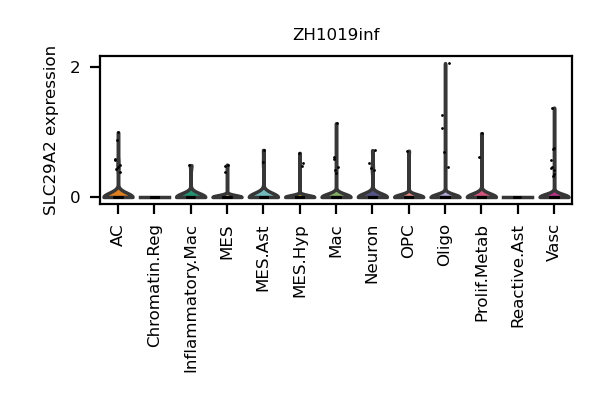 ZH1019inf
SLC29A2 expression
2
0
AC
Chromatin.Reg
Inflammatory.Mac
MES
MES.Ast
MES.Hyp
Mac
Neuron
OPC
Oligo
Prolif.Metab
Reactive.Ast
Vasc